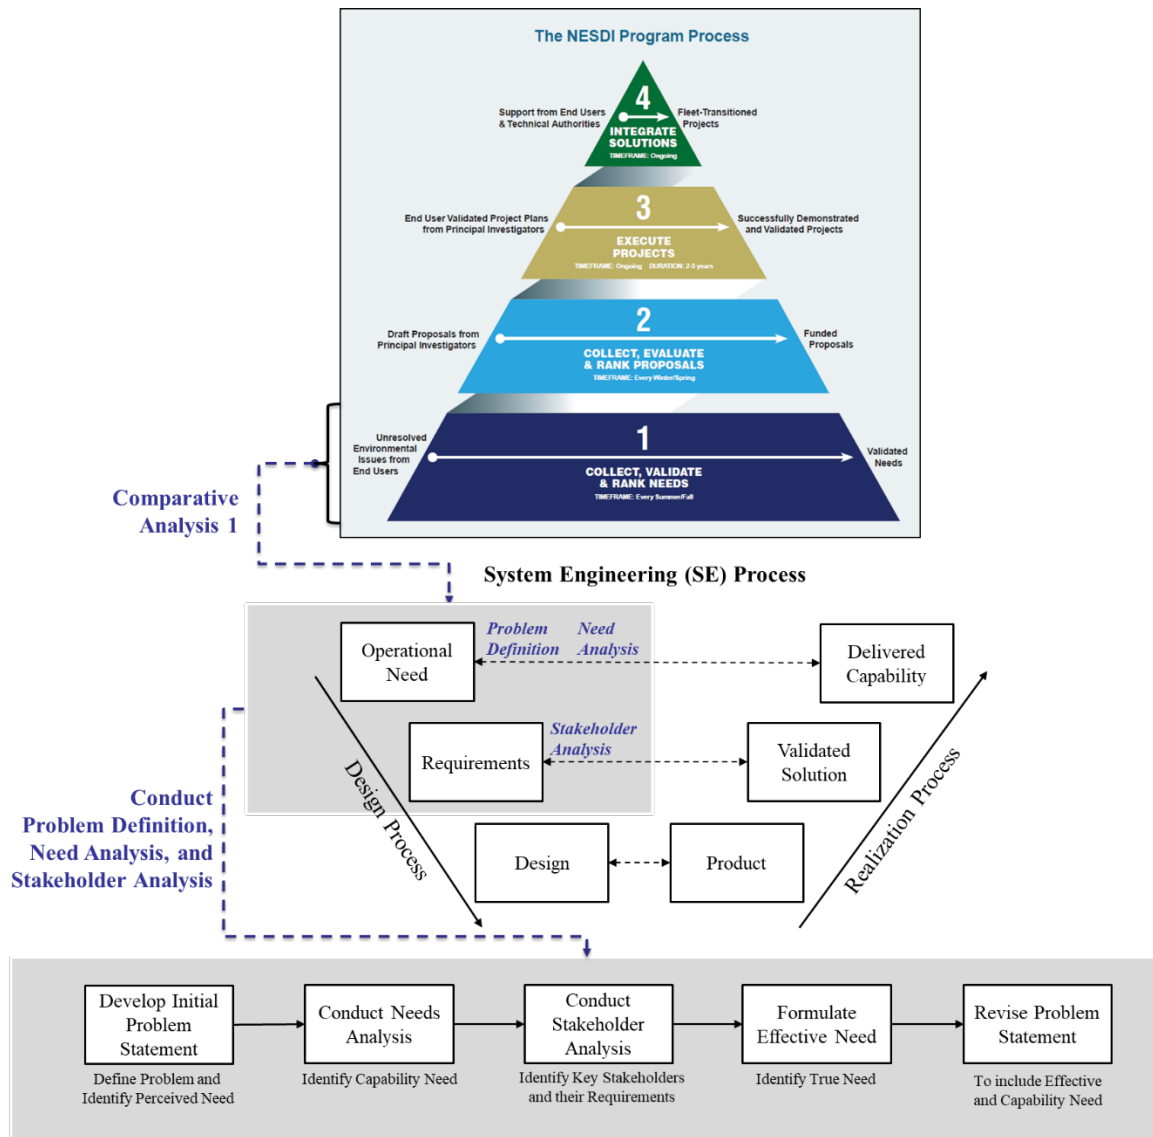 The NESDI Program Process
4
Support from End Users
& Technical Authorities
Fleet-Transitioned
Projects
INTEGRATE
SOLUTIONS
TIMEFRAME: Ongoing
3
End User Validated Project Plans
from Principal Investigators
Successfully Demonstrated
and Validated Projects
EXECUTE
PROJECTS
TIMEFRAME: Ongoing DURATION: 2-3 years
2
Draft Proposals from
Principal Investigators
Funded
Proposals
COLLECT, EVALUATE
& RANK PROPOSALS
TIMEFRAME: Every Winter/Spring
1
Unresolved
Environmental
Issues from
End Users
Validated
Needs
COLLECT, VALIDATE
& RANK NEEDS
TIMEFRAME: Every Summer/Fall
Comparative
Analysis 1
System Engineering (SE) Process
Operational
Need
Problem
Definition
Need
Analysis
Delivered
Capability
Requirements
Stakeholder
Analysis
Validated
Solution
Design
Product
Design Process
Realization Process
Conduct
Problem Definition,
Need Analysis, and
Stakeholder Analysis
Develop Initial
Problem
Statement
Conduct Needs
Analysis
Conduct
Stakeholder
Analysis
Formulate
Effective Need
Revise Problem
Statement
Define Problem and
Identify Perceived Need
Identify Capability Need
Identify Key Stakeholders
and their Requirements
Identify True Need
To include Effective
and Capability Need